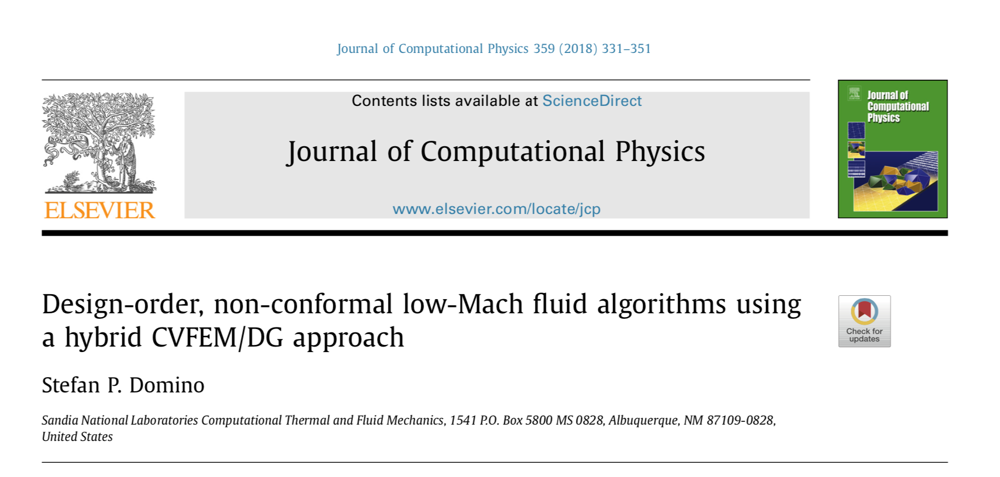 Journal of Computational Physics 359 (2018) 331–351
Contents lists available at ScienceDirect
Journal of Computational Physics
www.elsevier.com/locate/jcp
NON SOLUS
ELSEVIER
Journal of
Computational
Physics
Design-order, non-conformal low-Mach fluid algorithms using
a hybrid CVFEM/DG approach
Check for
updates
Stefan P. Domino
Sandia National Laboratories Computational Thermal and Fluid Mechanics, 1541 P.O. Box 5800 MS 0828, Albuquerque, NM 87109-0828,
United States